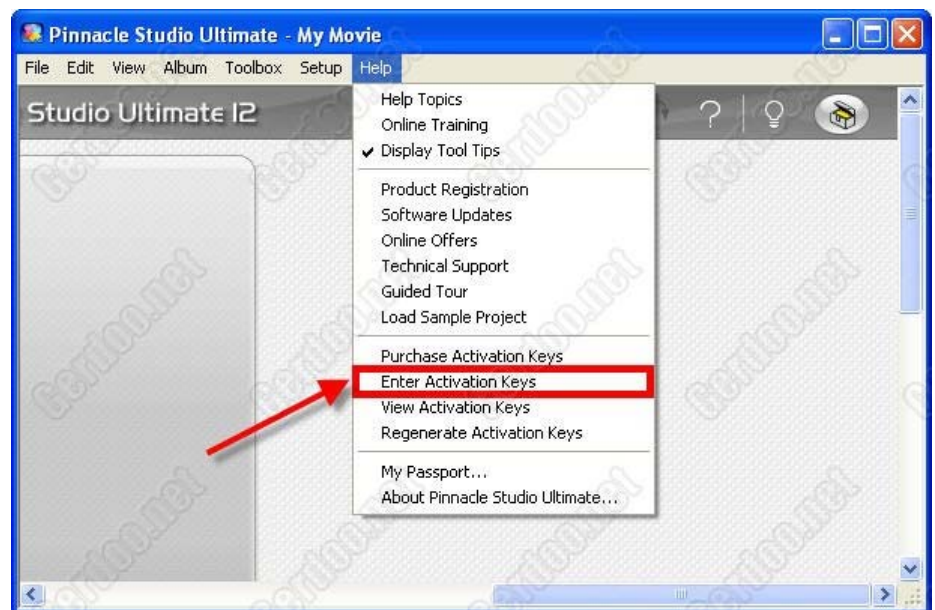 Pinnacle Studio Ultimate - My Movie
File Edit View Album Toolbox Setup Help
Studio Ultimate 12
?
Help Topics
Online Training
✔ Display Tool Tips
Product Registration
Software Updates
Online Offers
Technical Support
Guided Tour
Load Sample Project
Purchase Activation Keys
Enter Activation Keys
View Activation Keys
Regenerate Activation Keys
My Passport...
About Pinnacle Studio Ultimate...
Gerdoo.net